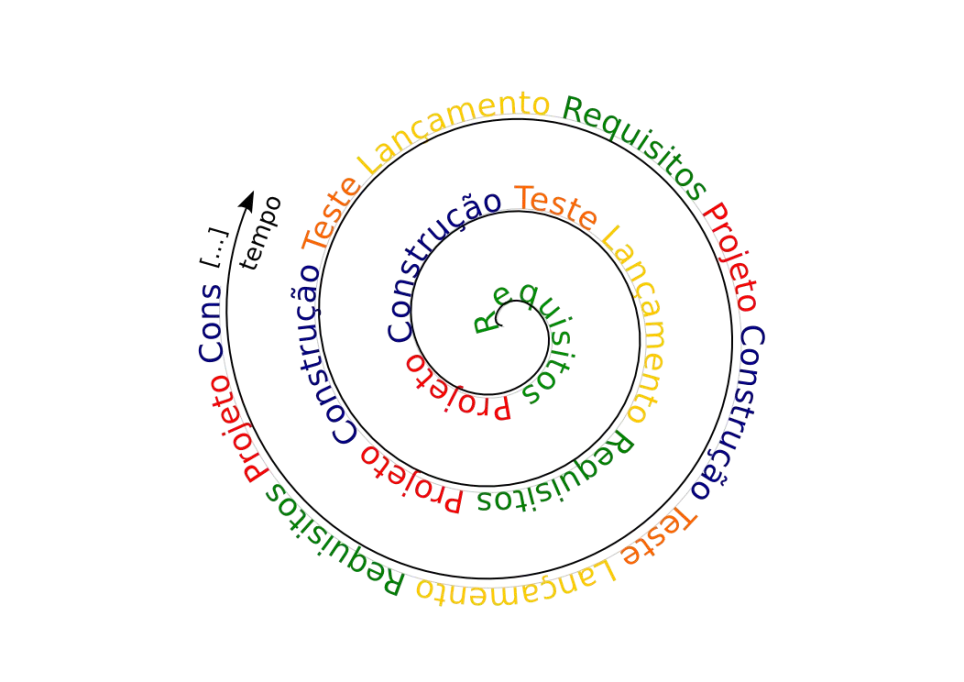 Requisitos Projeto Construção Teste Lançamento Requisitos Projeto Construção Construção Teste Lançamento Requisitos Projeto Construção Teste Lançamento Requisitos Projeto Cons [...]
tempo